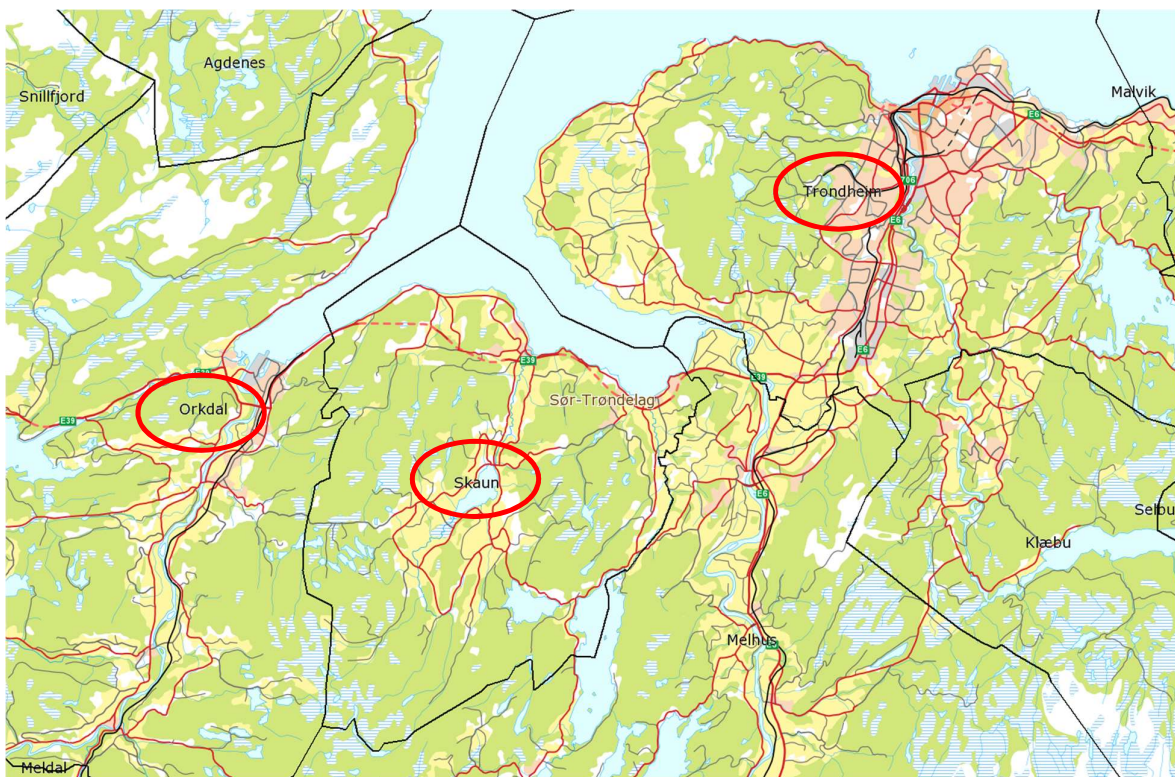 Agdenes
Snillfjord
Malvik
E6
Trondheim
706
E6
E6
E39
E39
E39
Orkdal
E39
Sør-Trøndelag
Skaun
E6
Selbu
Klæbu
Melhus
Meldal